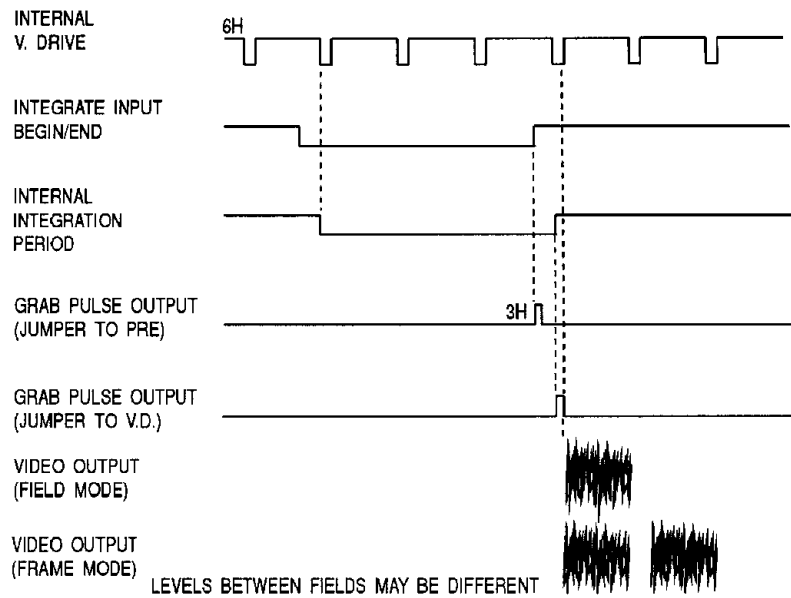 INTERNAL
V. DRIVE
6H
INTEGRATE INPUT
BEGIN/END
INTERNAL
INTEGRATION
PERIOD
GRAB PULSE OUTPUT
(JUMPER TO PRE)
3H
GRAB PULSE OUTPUT
(JUMPER TO V.D.)
VIDEO OUTPUT
(FIELD MODE)
VIDEO OUTPUT
(FRAME MODE)
LEVELS BETWEEN FIELDS MAY BE DIFFERENT